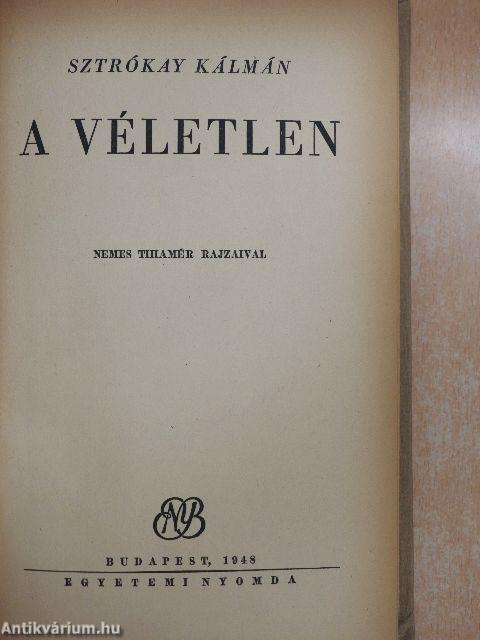 SZTRÓKAY KÁLMÁN
A VÉLETLEN
NEMES TIHAMÉR RAJZAIVAL
BUDAPEST, 1948
EGYETEMI NYOMDA
Antikvárium.hu